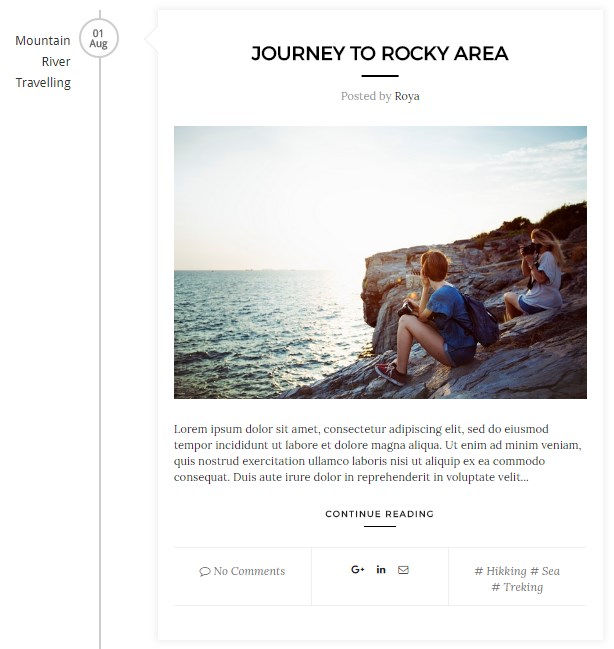 Mountain
River
Travelling
01
Aug
JOURNEY TO ROCKY AREA
Posted by Roya
Lorem ipsum dolor sit amet, consectetur adipiscing elit, sed do eiusmod
tempor incididunt ut labore et dolore magna aliqua. Ut enim ad minim veniam,
quis nostrud exercitation ullamco laboris nisi ut aliquip ex ea commodo
consequat. Duis aute irure dolor in reprehenderit in voluptate velit...
CONTINUE READING
No Comments
G+ in
# Hikking # Sea
# Treking